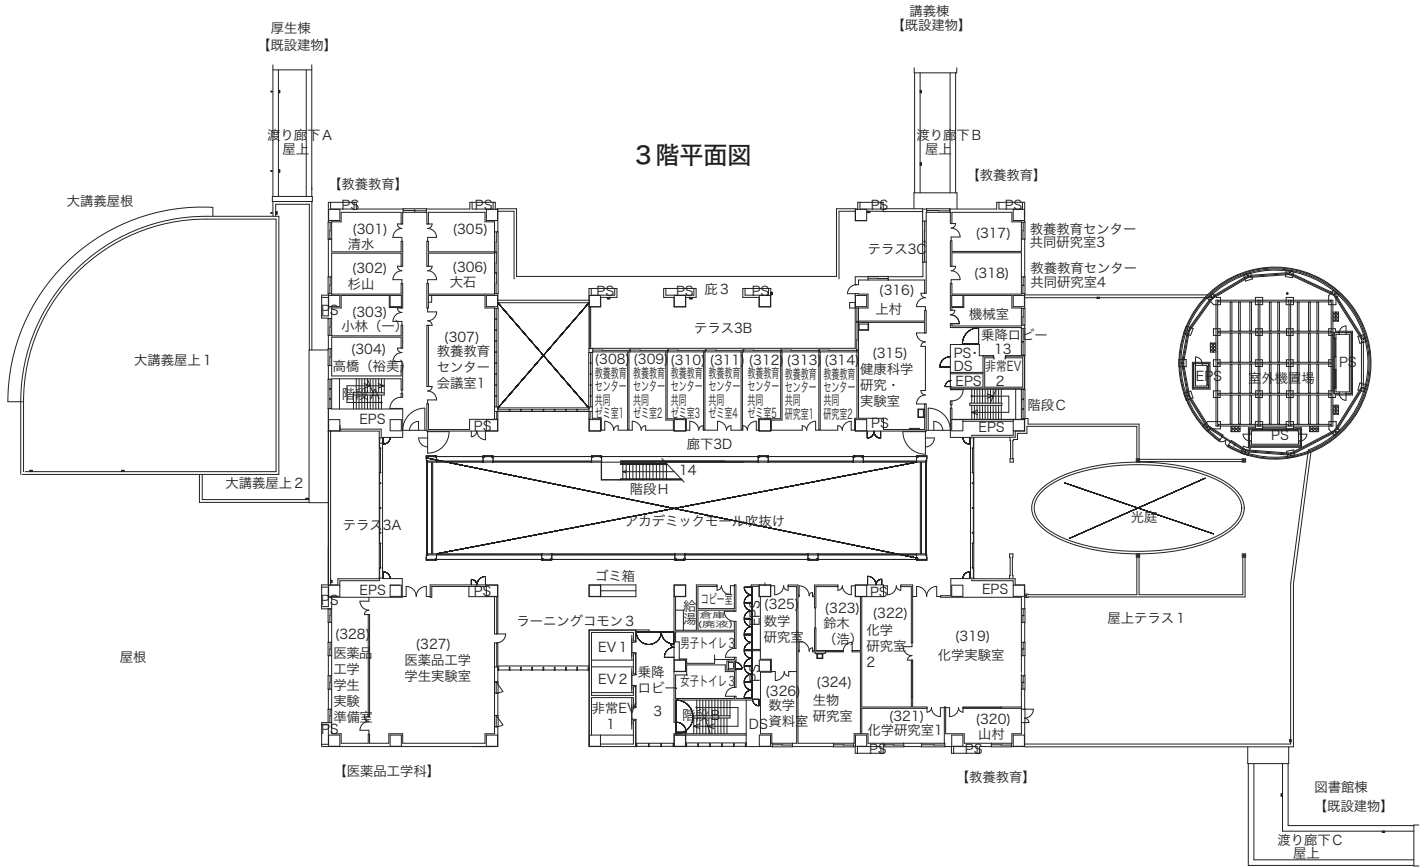 講義棟
【既設建物】
厚生棟
【既設建物】
渡り廊下A
屋上
渡り廊下B
屋上
3階平面図
【教養教育】
【教養教育】
大講義屋根
PS
PS
PS
PS
(301)
清水
(305)
(302)
杉山
(306)
大石
テラス3C
(317)
教養教育センター
共同研究室3
(318)
教養教育センター
共同研究室4
PS
PS
PS
庇3
(316)
上村
PS
(303)
小林(一)
(304)
高橋(裕美)
(307)
教養教育
センター
会議室1
テラス3B
機械室
乗降ロビー
13
PS・
DS
非常EV
2
EPS
大講義屋上1
(308)
教養教育
センター
共同
ゼミ室1
(309)
教養教育
センター
共同
ゼミ室2
(310)
教養教育
センター
共同
ゼミ室3
(311)
教養教育
センター
共同
ゼミ室4
(312)
教養教育
センター
共同
ゼミ室5
(313)
教養教育
センター
共同
研究室1
(314)
教養教育
センター
共同
研究室2
(315)
健康科学
研究・
実験室
EPS
PS
室外機置場
PS
階段A
EPS
PS
PS
階段C
EPS
廊下3D
14
階段H
大講義屋上2
テラス3A
アカデミックモール吹抜け
光庭
EPS
PS
PS
ゴミ箱
PS
EPS
屋根
屋上テラス1
ラーニングコモン3
給湯
コピー室
倉庫
(廃液)
EPS
男子トイレ3
女子トイレ3
PS
(325)
数学
研究室
(323)
鈴木
(浩)
(322)
化学
研究室
2
(319)
化学実験室
(328)
医薬品
工学
学生
実験
準備室
(327)
医薬品工学
学生実験室
EV1
EV2
非常EV
1
乗降
ロビー
3
階段B
DS
(326)
数学
資料室
(324)
生物
研究室
(321)
化学研究室1
(320)
山村
PS
PS
PS
【医薬品工学科】
【教養教育】
図書館棟
【既設建物】
渡り廊下C
屋上